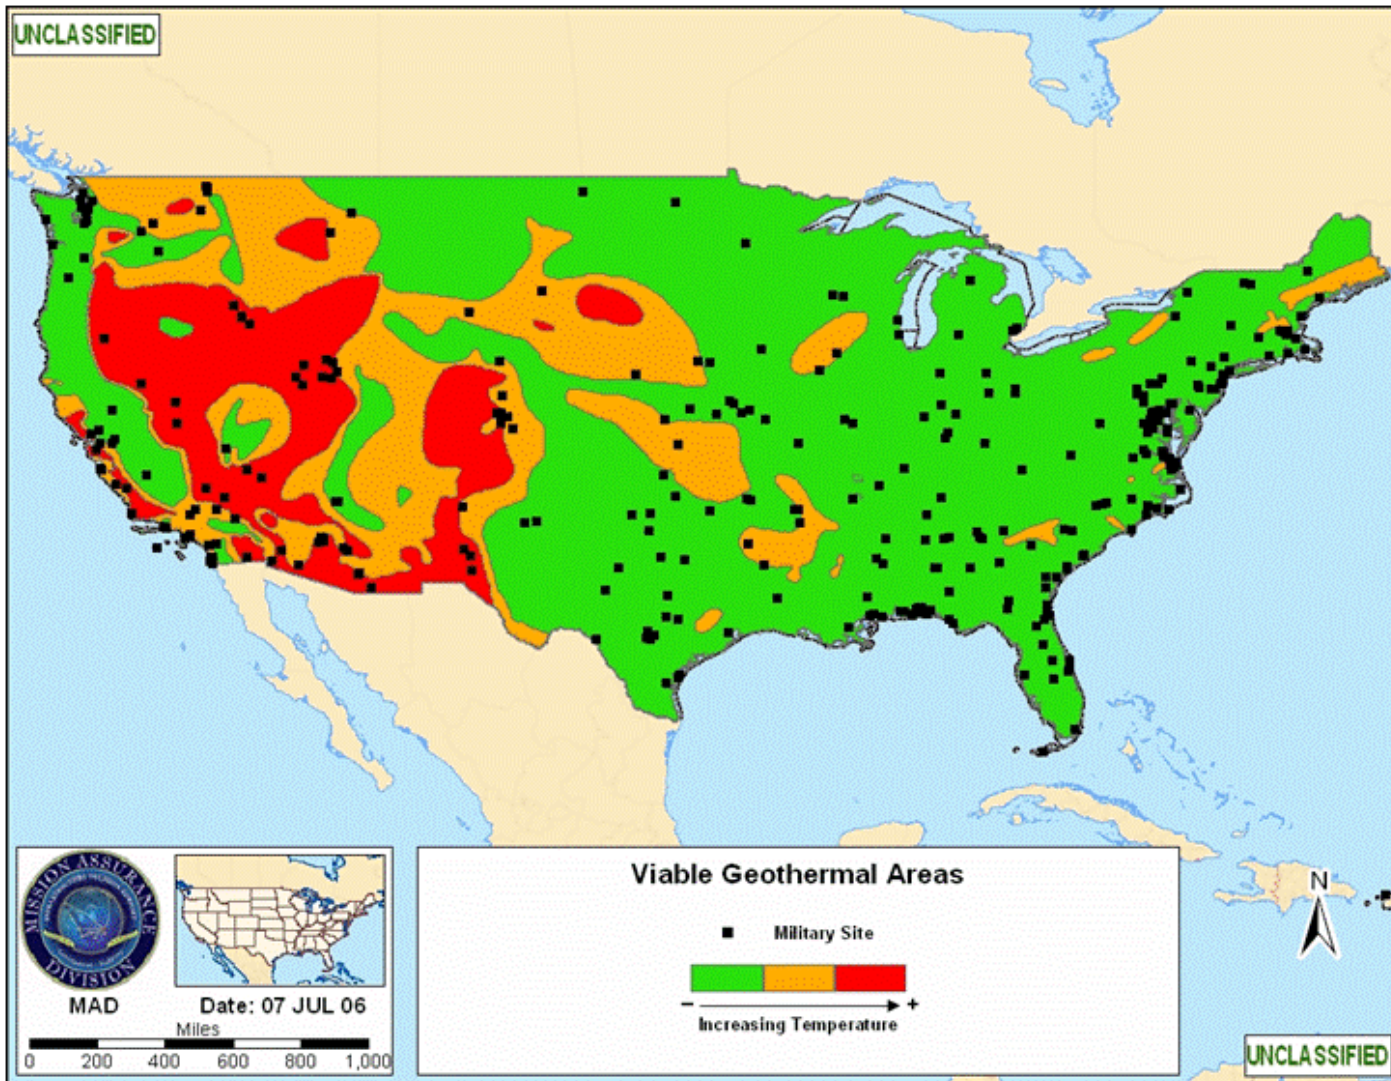 UNCLASSIFIED
Viable Geothermal Areas
Military Site
- +
Increasing Temperature
MISSION ASSURANCE
DIVISION
MAD
Date: 07 JUL 06
Miles
0 200 400 600 800 1,000
N
UNCLASSIFIED